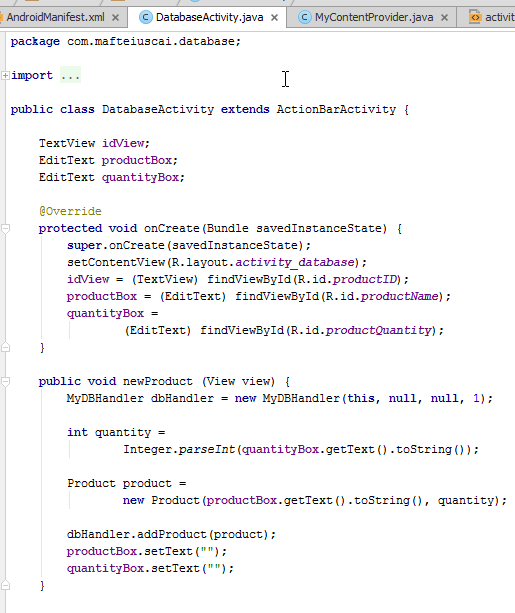 AndroidManifest.xml DatabaseActivity.java MyContentProvider.java activit
package com.mafteiuscai.database;
import ...
public class DatabaseActivity extends ActionBarActivity {
TextView idView;
EditText productBox;
EditText quantityBox;
@Override
protected void onCreate(Bundle savedInstanceState) {
super.onCreate(savedInstanceState);
setContentView(R.layout.activity_database);
idView = (TextView) findViewById(R.id.productID);
productBox = (EditText) findViewById(R.id.productName);
quantityBox =
(EditText) findViewById(R.id.productQuantity);
}
public void newProduct (View view) {
MyDBHandler dbHandler = new MyDBHandler(this, null, null, 1);
int quantity =
Integer.parseInt(quantityBox.getText().toString());
Product product =
new Product(productBox.getText().toString(), quantity);
dbHandler.addProduct(product);
productBox.setText("");
quantityBox.setText("");
}